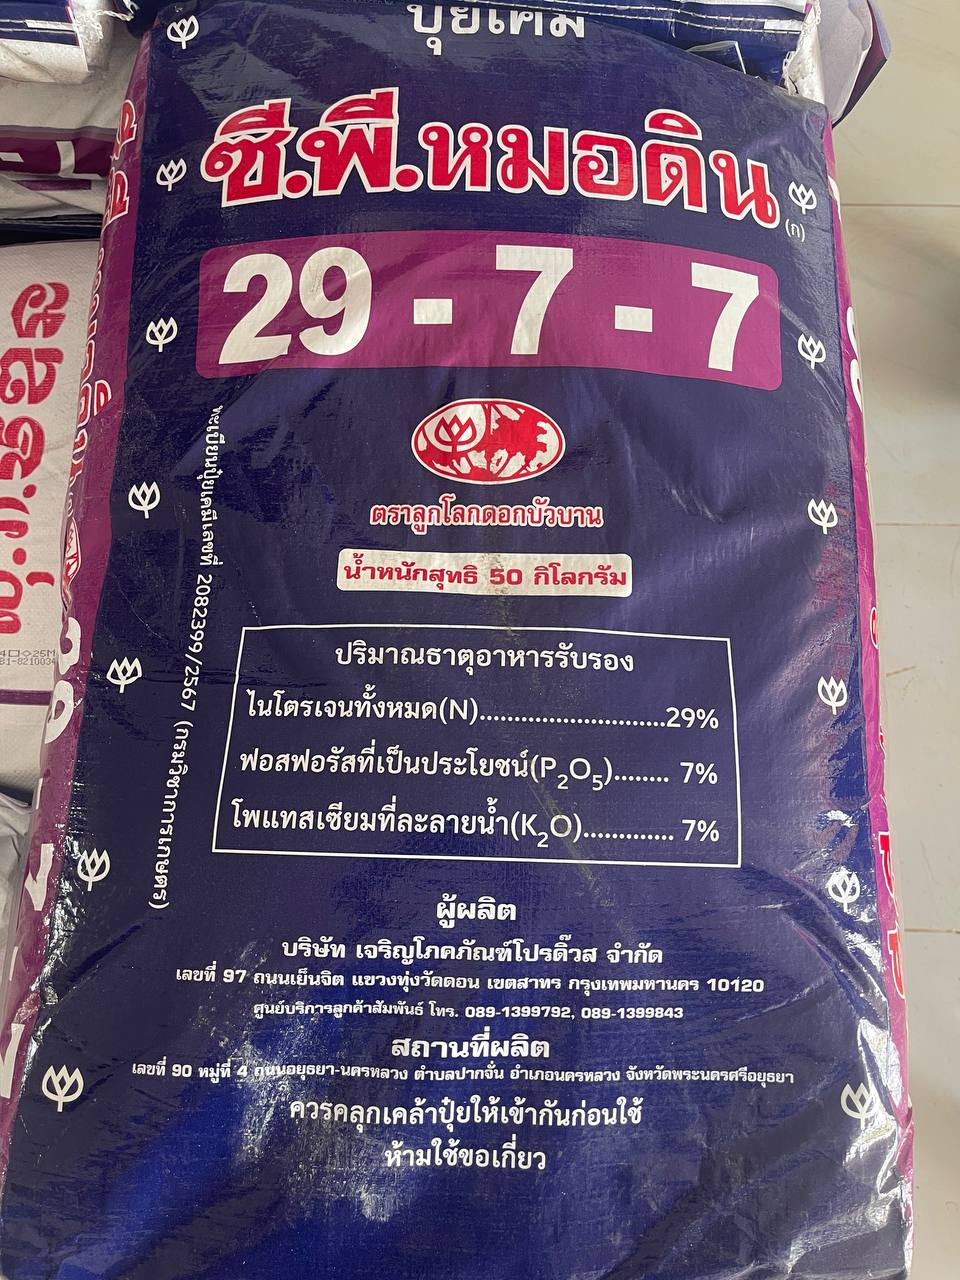 ปุ๋ยเคมี
ซี.พี.หมอดิน
(ก)
29 - 7 - 7
ตราลูกโลกดอกบัวบาน
น้ำหนักสุทธิ 50 กิโลกรัม
ทะเบียนปุ๋ยเคมีเลขที่ 2082399/2567 (กรมวิชาการเกษตร)
ปริมาณธาตุอาหารรับรอง
ไนโตรเจนทั้งหมด(N)..............................29%
ฟอสฟอรัสที่เป็นประโยชน์(P₂O₅)........ 7%
โพแทสเซียมที่ละลายน้ำ(K₂O).............. 7%
ผู้ผลิต
บริษัท เจริญโภคภัณฑ์โปรดิ๊วส จำกัด
เลขที่ 97 ถนนเย็นจิต แขวงทุ่งวัดดอน เขตสาทร กรุงเทพมหานคร 10120
ศูนย์บริการลูกค้าสัมพันธ์ โทร. 089-1399792, 089-1399843
สถานที่ผลิต
เลขที่ 90 หมู่ที่ 4 ถนนอยุธยา-นครหลวง ตำบลปากจั่น อำเภอนครหลวง จังหวัดพระนครศรีอยุธยา
ควรคลุกเคล้าปุ๋ยให้เข้ากันก่อนใช้
ห้ามใช้ขอเกี่ยว